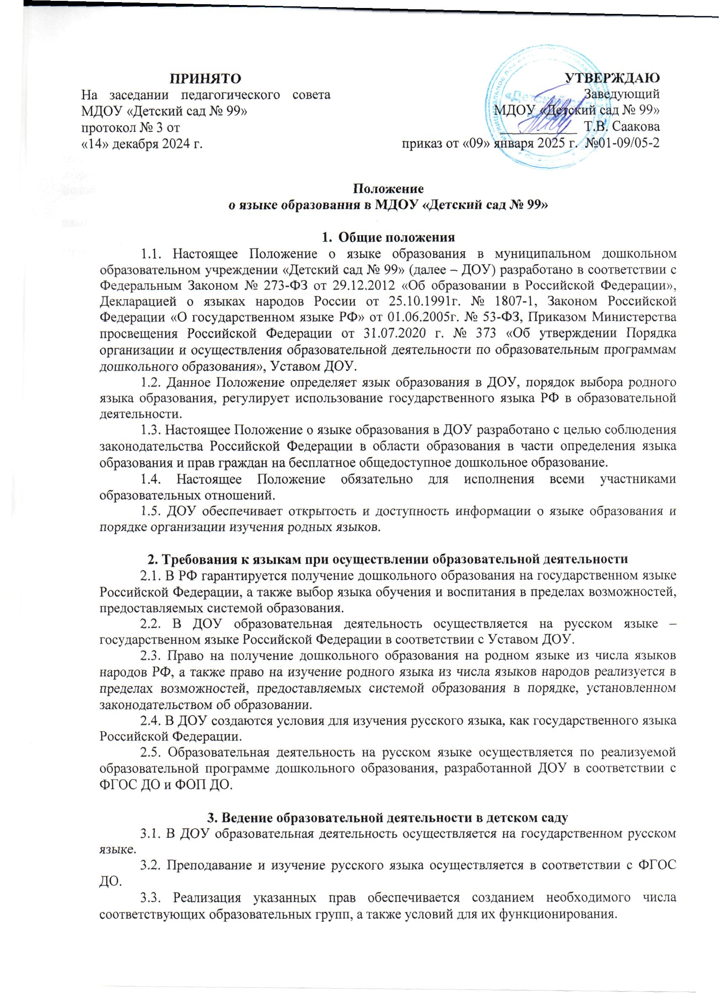 ПРИНЯТО
На заседании педагогического совета
МДОУ «Детский сад № 99»
протокол № 3 от
«14» декабря 2024 г.
УТВЕРЖДАЮ
Заведующий
МДОУ «Детский сад № 99»
___________ Т.В. Саакова
приказ от «09» января 2025 г. №01-09/05-2
«Детский
Положение
о языке образования в МДОУ «Детский сад № 99»
1. Общие положения
1.1. Настоящее Положение о языке образования в муниципальном дошкольном
образовательном учреждении «Детский сад № 99» (далее – ДОУ) разработано в соответствии с
Федеральным Законом № 273-ФЗ от 29.12.2012 «Об образовании в Российской Федерации»,
Декларацией о языках народов России от 25.10.1991г. № 1807-1, Законом Российской
Федерации «О государственном языке РФ» от 01.06.2005г. № 53-ФЗ, Приказом Министерства
просвещения Российской Федерации от 31.07.2020 г. № 373 «Об утверждении Порядка
организации и осуществления образовательной деятельности по образовательным программам
дошкольного образования», Уставом ДОУ.
1.2. Данное Положение определяет язык образования в ДОУ, порядок выбора родного
языка образования, регулирует использование государственного языка РФ в образовательной
деятельности.
1.3. Настоящее Положение о языке образования в ДОУ разработано с целью соблюдения
законодательства Российской Федерации в области образования в части определения языка
образования и прав граждан на бесплатное общедоступное дошкольное образование.
1.4. Настоящее Положение обязательно для исполнения всеми участниками
образовательных отношений.
1.5. ДОУ обеспечивает открытость и доступность информации о языке образования и
порядке организации изучения родных языков.
2. Требования к языкам при осуществлении образовательной деятельности
2.1. В РФ гарантируется получение дошкольного образования на государственном языке
Российской Федерации, а также выбор языка обучения и воспитания в пределах возможностей,
предоставляемых системой образования.
2.2. В ДОУ образовательная деятельность осуществляется на русском языке –
государственном языке Российской Федерации в соответствии с Уставом ДОУ.
2.3. Право на получение дошкольного образования на родном языке из числа языков
народов РФ, а также право на изучение родного языка из числа языков народов реализуется в
пределах возможностей, предоставляемых системой образования в порядке, установленном
законодательством об образовании.
2.4. В ДОУ создаются условия для изучения русского языка, как государственного языка
Российской Федерации.
2.5. Образовательная деятельность на русском языке осуществляется по реализуемой
образовательной программе дошкольного образования, разработанной ДОУ в соответствии с
ФГОС ДО и ФОП ДО.
3. Ведение образовательной деятельности в детском саду
3.1. В ДОУ образовательная деятельность осуществляется на государственном русском
языке.
3.2. Преподавание и изучение русского языка осуществляется в соответствии с ФГОС
ДО.
3.3. Реализация указанных прав обеспечивается созданием необходимого числа
соответствующих образовательных групп, а также условий для их функционирования.